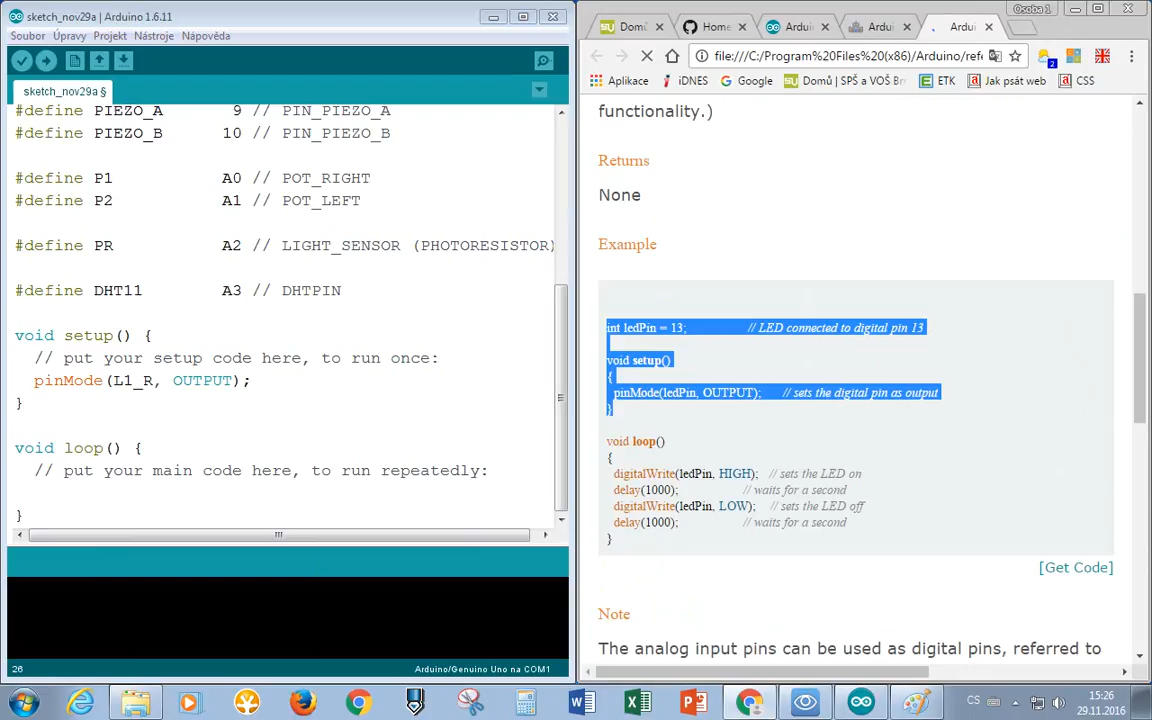 sketch_nov29a | Arduino 1.6.11
Soubor Úpravy Projekt Nástroje Nápověda
sketch_nov29a §
#define PIEZO_A 9 // PIN_PIEZO_A
#define PIEZO_B 10 // PIN_PIEZO_B
#define P1 A0 // POT_RIGHT
#define P2 A1 // POT_LEFT
#define PR A2 // LIGHT_SENSOR (PHOTORESISTOR)
#define DHT11 A3 // DHTPIN
void setup() {
// put your setup code here, to run once:
pinMode(L1_R, OUTPUT);
}
void loop() {
// put your main code here, to run repeatedly:
}
26
Arduino/Genuino Uno na COM1
Osoba 1
Domů
Home
Arduin
Ardui
Ardui
file:///C:/Program%20Files%20(x86)/Arduino/refe
2
Aplikace iDNES Google Domů | SPŠ a VOŠ Brn ETK Jak psát web CSS
functionality.)
Returns
None
Example
int ledPin = 13; // LED connected to digital pin 13
void setup()
{
pinMode(ledPin, OUTPUT); // sets the digital pin as output
}
void loop()
{
digitalWrite(ledPin, HIGH); // sets the LED on
delay(1000); // waits for a second
digitalWrite(ledPin, LOW); // sets the LED off
delay(1000); // waits for a second
}
[Get Code]
Note
The analog input pins can be used as digital pins, referred to
CS
15:26
29.11.2016